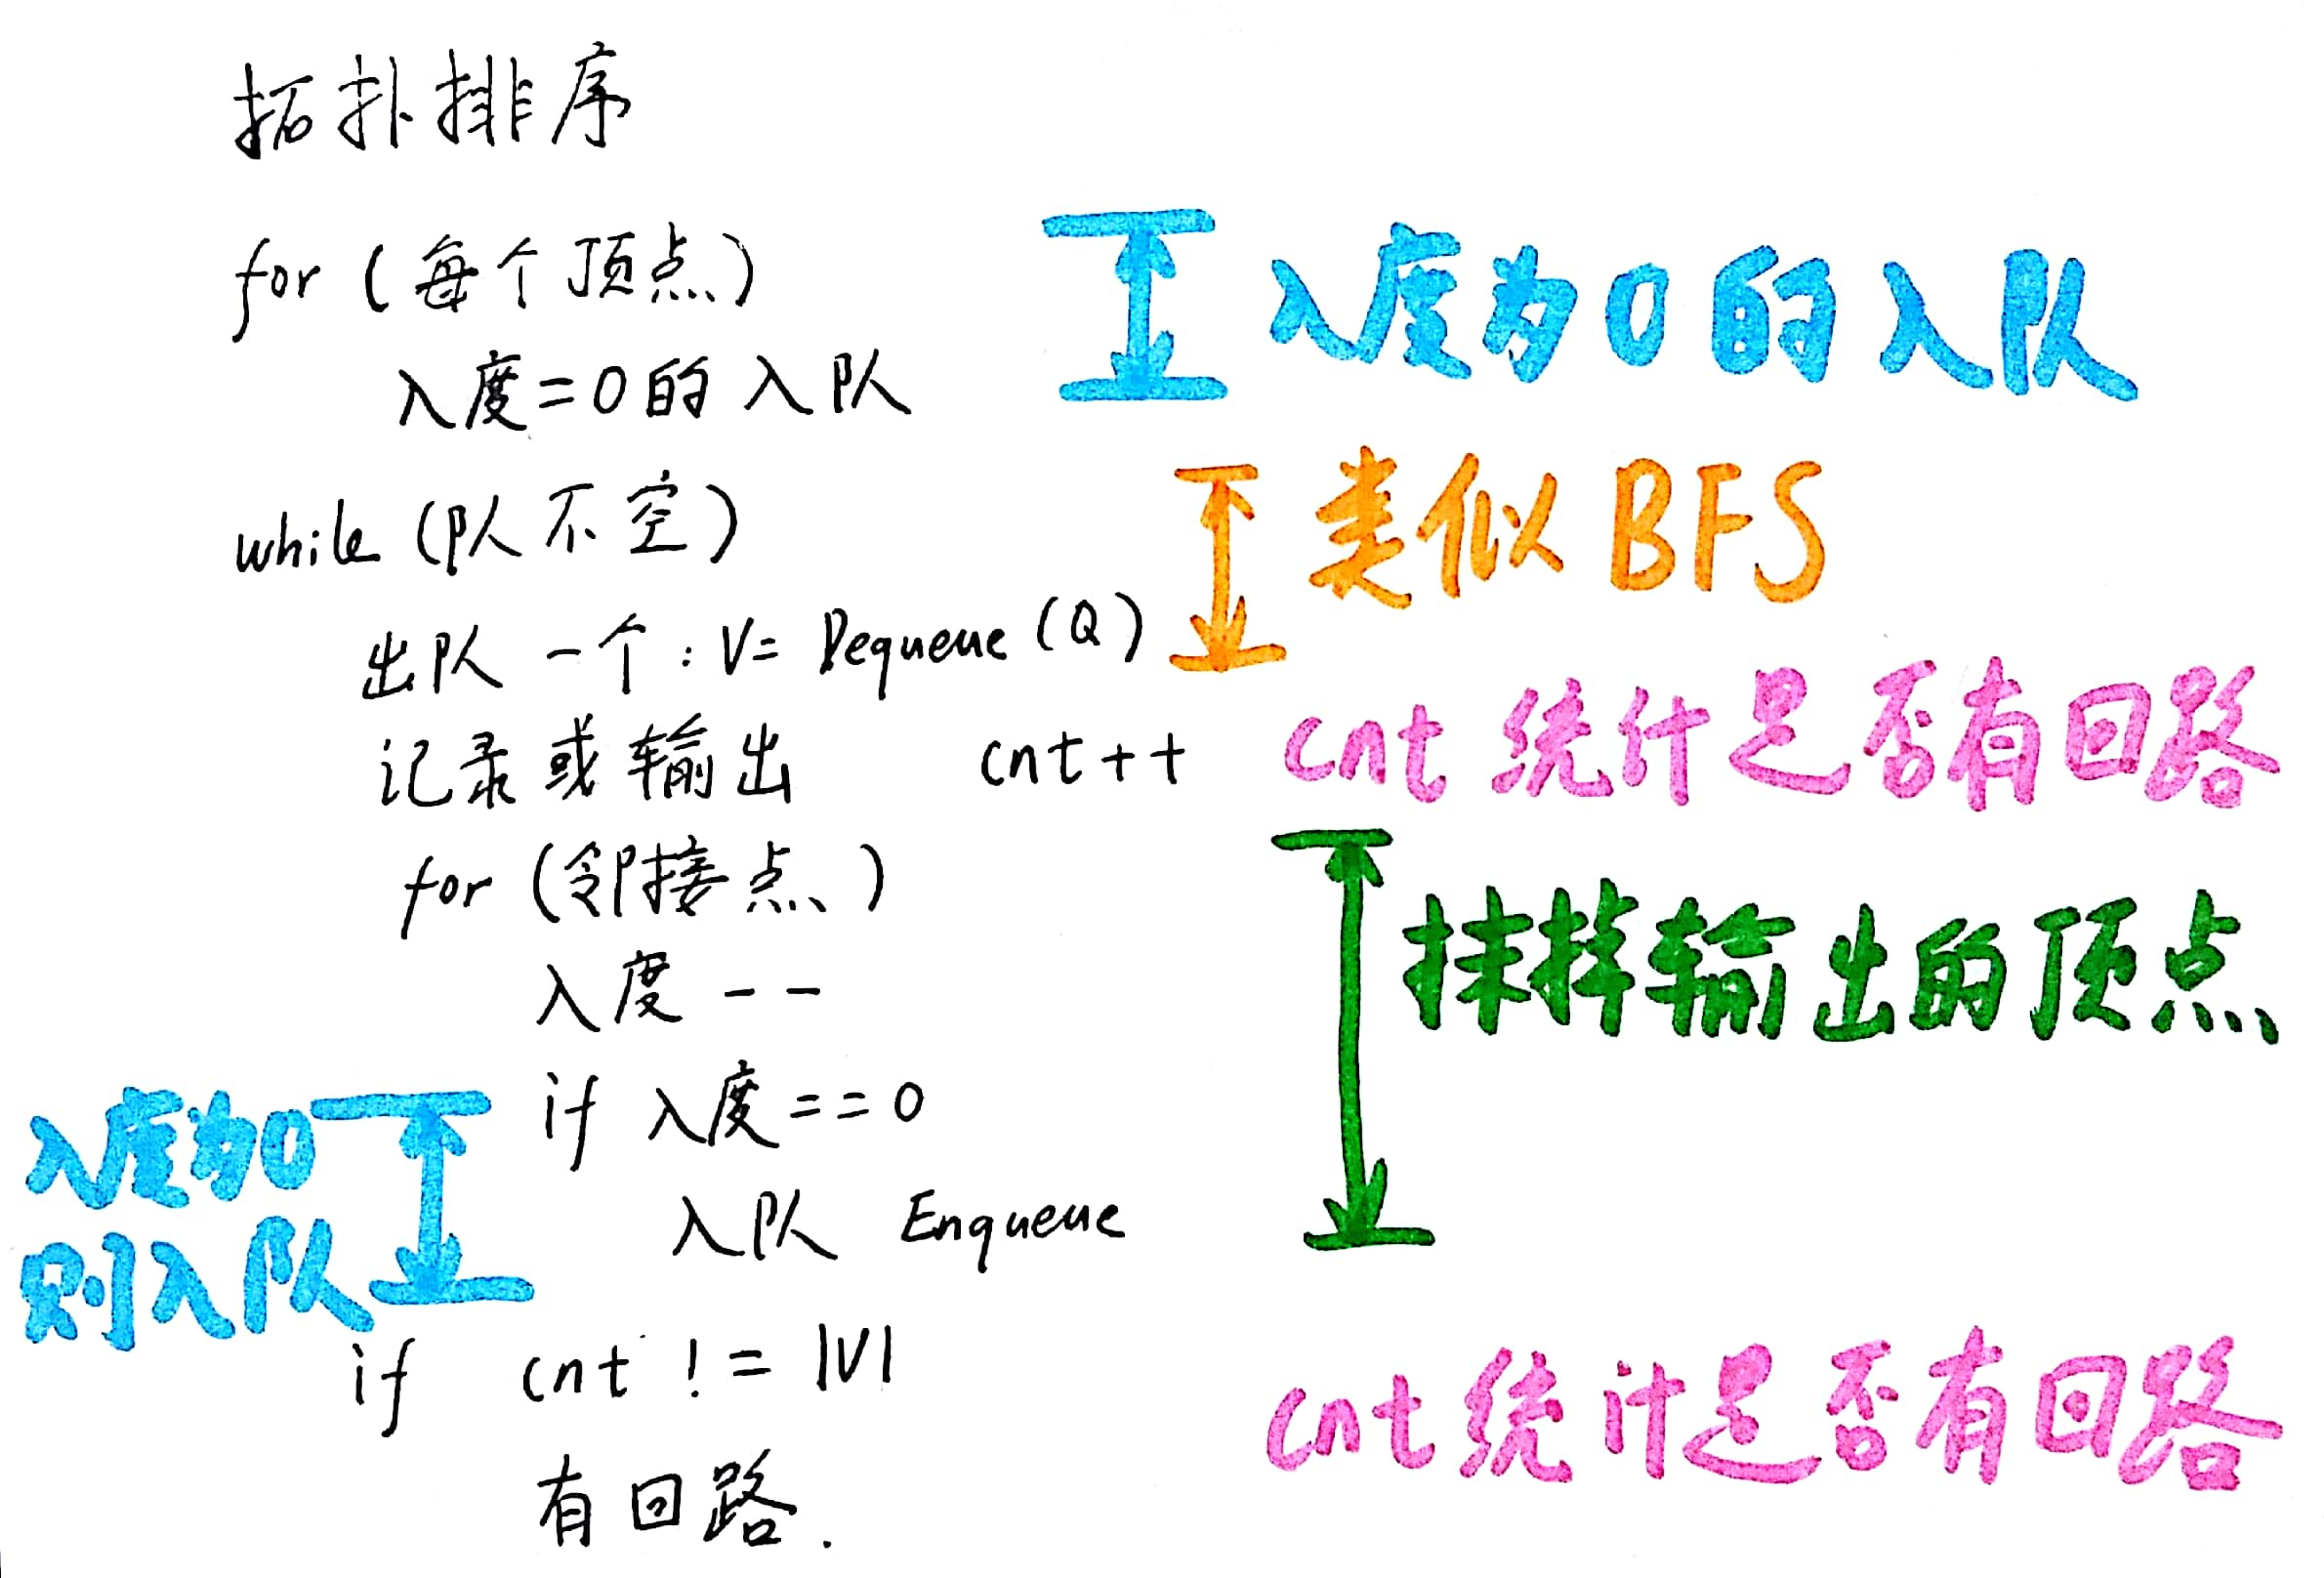 拓扑排序
for (每个顶点)
入度为0的入队
入度=0的入队
类似BFS
while (队不空)
出队一个:V=Dequeue(Q)
记录或输出 cnt++
cnt统计是否有回路
for (邻接点)
抹掉输出的顶点
入度--
if 入度==0
入度为0
则入队
入队 Enqueue
if cnt != |V|
cnt统计是否有回路
有回路.